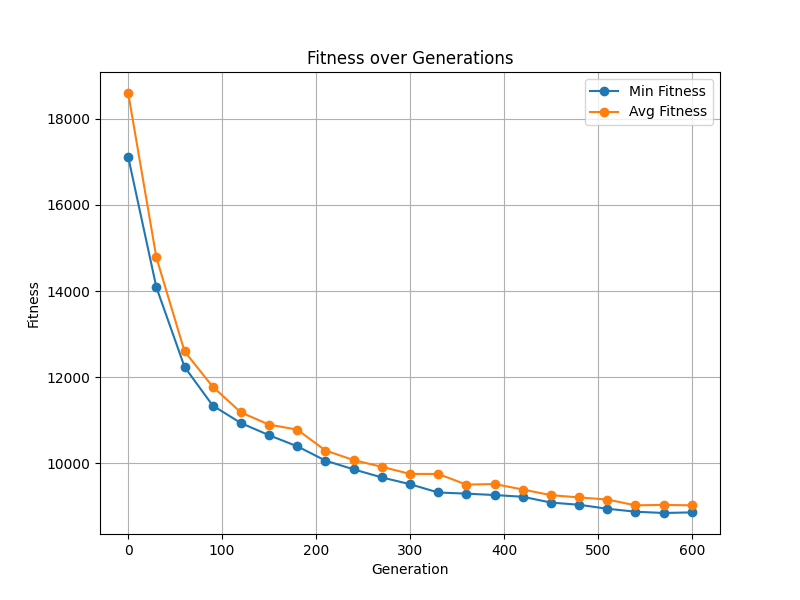 Fitness over Generations
Min Fitness
Avg Fitness
18000
16000
14000
12000
10000
Fitness
0 100 200 300 400 500 600
Generation